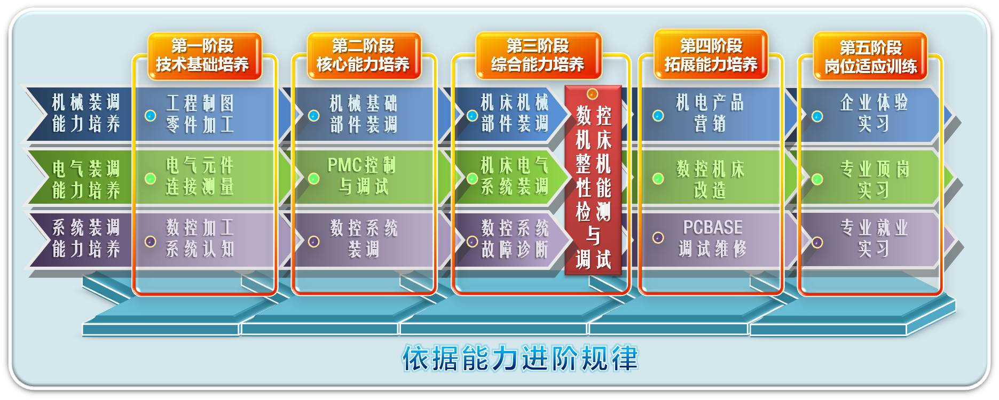 第一阶段
技术基础培养
第二阶段
核心能力培养
第三阶段
综合能力培养
第四阶段
拓展能力培养
第五阶段
岗位适应训练
机械装调
能力培养
工程制图
零件加工
机械基础
部件装调
机床机械
部件装调
数控
机床
整机
性能
检测
与
调试
机电产品
营销
企业体验
实习
电气装调
能力培养
电气元件
连接测量
PMC控制
与调试
机床电气
系统装调
数控机床
改造
专业顶岗
实习
系统装调
能力培养
数控加工
系统认知
数控系统
装调
数控系统
故障诊断
PCBASE
调试维修
专业就业
实习
依据能力进阶规律